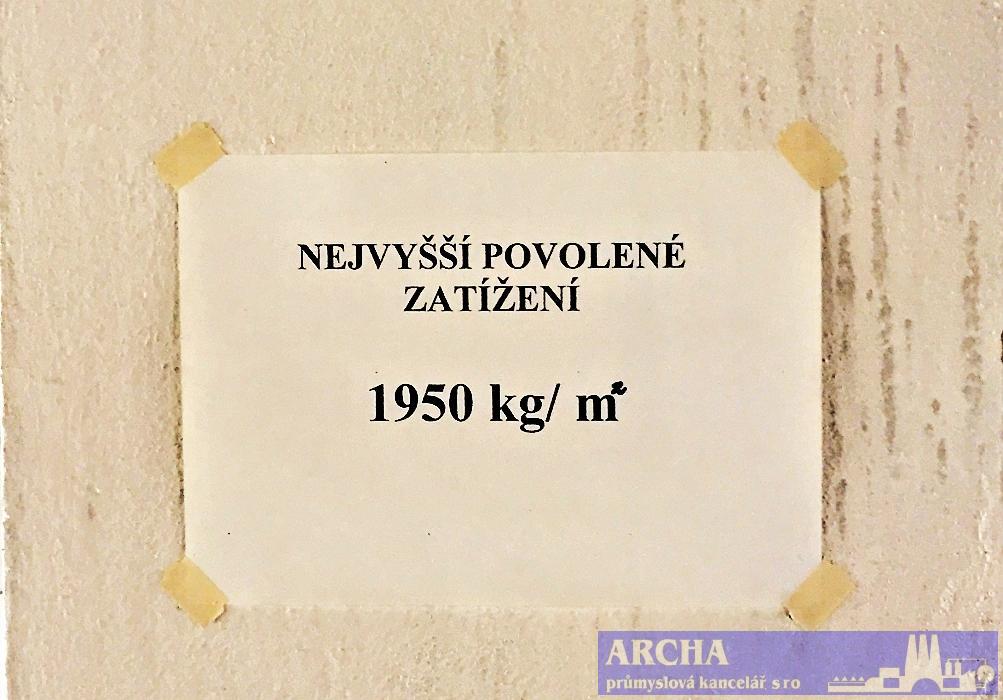 NEJVYŠŠÍ POVOLENÉ
ZATÍŽENÍ
1950 kg/ m²
ARCHA
průmyslová kancelář s r o